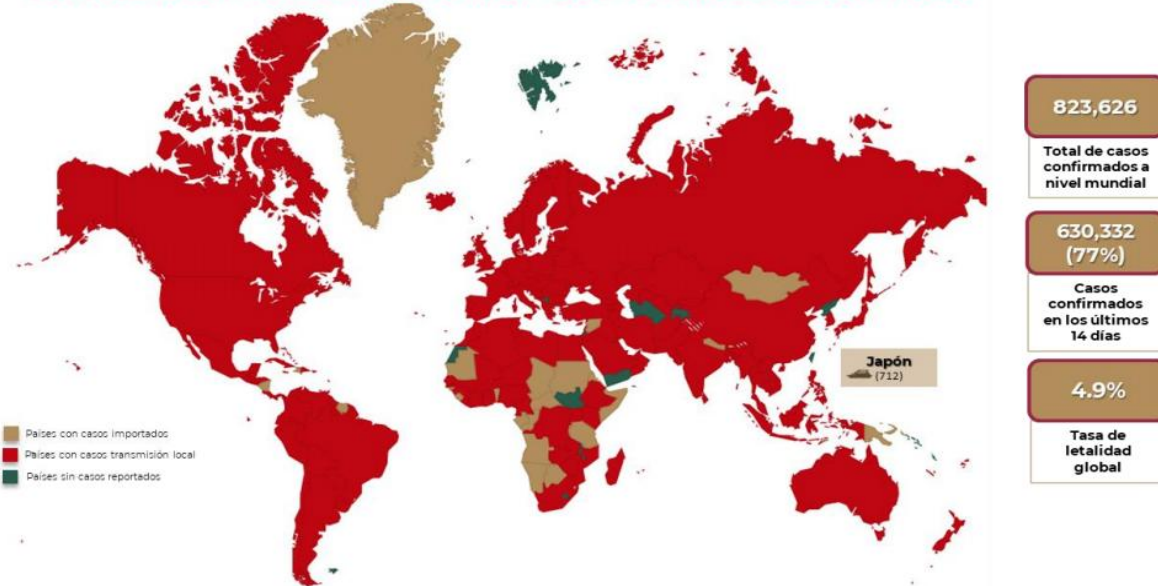 823,626
Total de casos
confirmados a
nivel mundial
630,332
(77%)
Casos
confirmados
en los últimos
14 días
Japón
(712)
4.9%
Tasa de
letalidad
global
Países con casos importados
Países con casos transmisión local
Países sin casos reportados